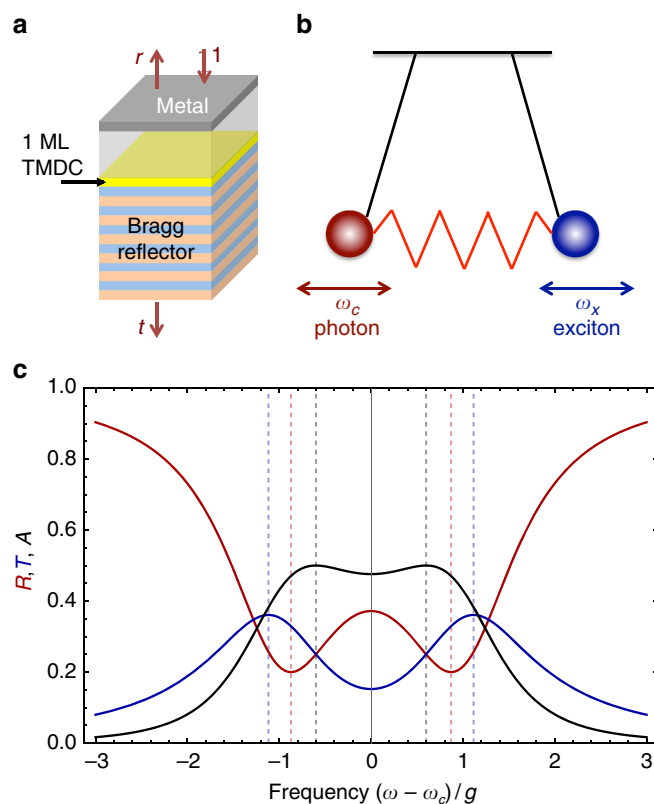 a
r
1
Metal
1 ML
TMDC
Bragg
reflector
t
b
ω_c
photon
ω_x
exciton
c
1.0
0.8
0.6
0.4
0.2
0.0
R, T, A
−3
−2
−1
0
1
2
3
Frequency (ω − ω_c) / g